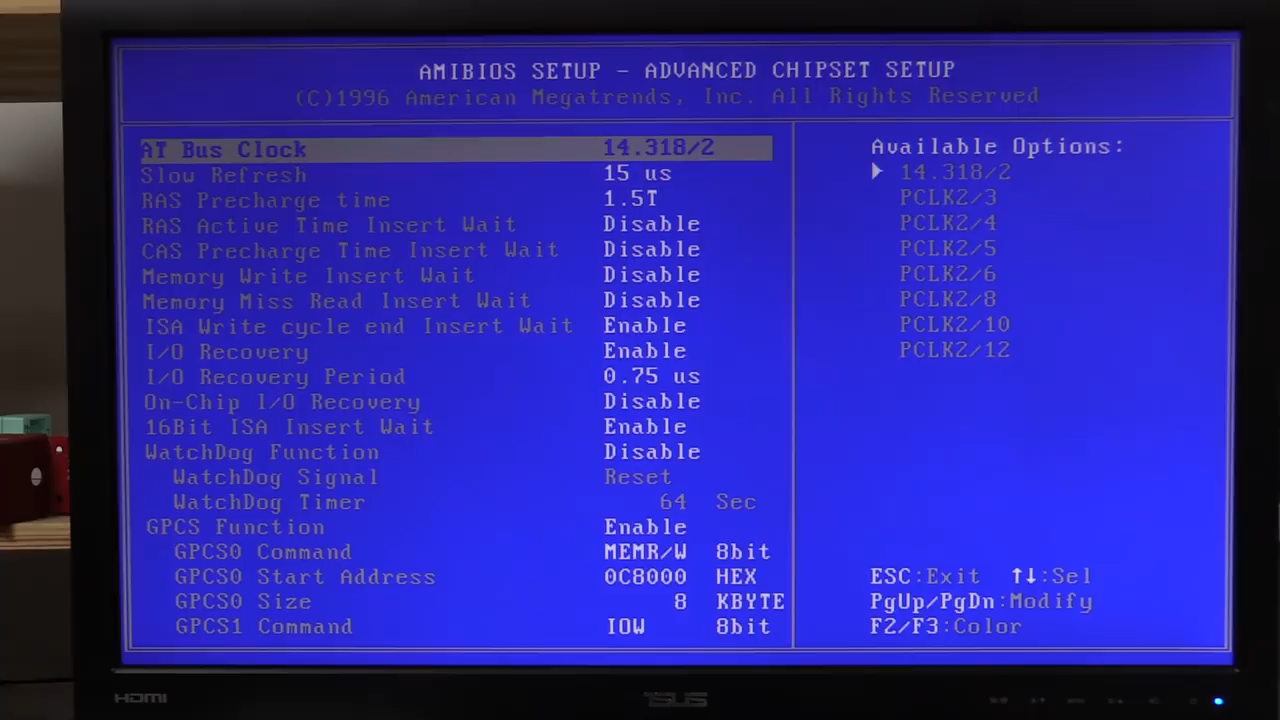 AMIBIOS SETUP - ADVANCED CHIPSET SETUP
(C)1996 American Megatrends, Inc. All Rights Reserved
AT Bus Clock 14.318/2
Slow Refresh 15 us
RAS Precharge time 1.5T
RAS Active Time Insert Wait Disable
CAS Precharge Time Insert Wait Disable
Memory Write Insert Wait Disable
Memory Miss Read Insert Wait Disable
ISA Write cycle end Insert Wait Enable
I/O Recovery Enable
I/O Recovery Period 0.75 us
On-Chip I/O Recovery Disable
16Bit ISA Insert Wait Enable
WatchDog Function Disable
WatchDog Signal Reset
WatchDog Timer 64 Sec
GPCS Function Enable
GPCS0 Command MEMR/W 8bit
GPCS0 Start Address 0C8000 HEX
GPCS0 Size 8 KBYTE
GPCS1 Command IOW 8bit
Available Options:
14.318/2
PCLK2/3
PCLK2/4
PCLK2/5
PCLK2/6
PCLK2/8
PCLK2/10
PCLK2/12
ESC:Exit ↑↓:Sel
PgUp/PgDn:Modify
F2/F3:Color
HDMI
ASUS